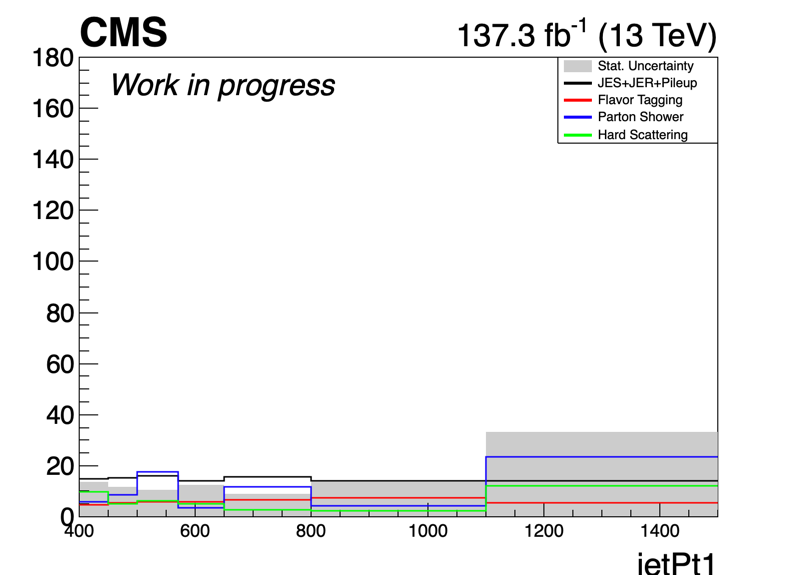 CMS 137.3 fb⁻¹ (13 TeV)
Work in progress
Stat. Uncertainty
JES+JER+Pileup
Flavor Tagging
Parton Shower
Hard Scattering
180
160
140
120
100
80
60
40
20
0
400 600 800 1000 1200 1400
jetPt1